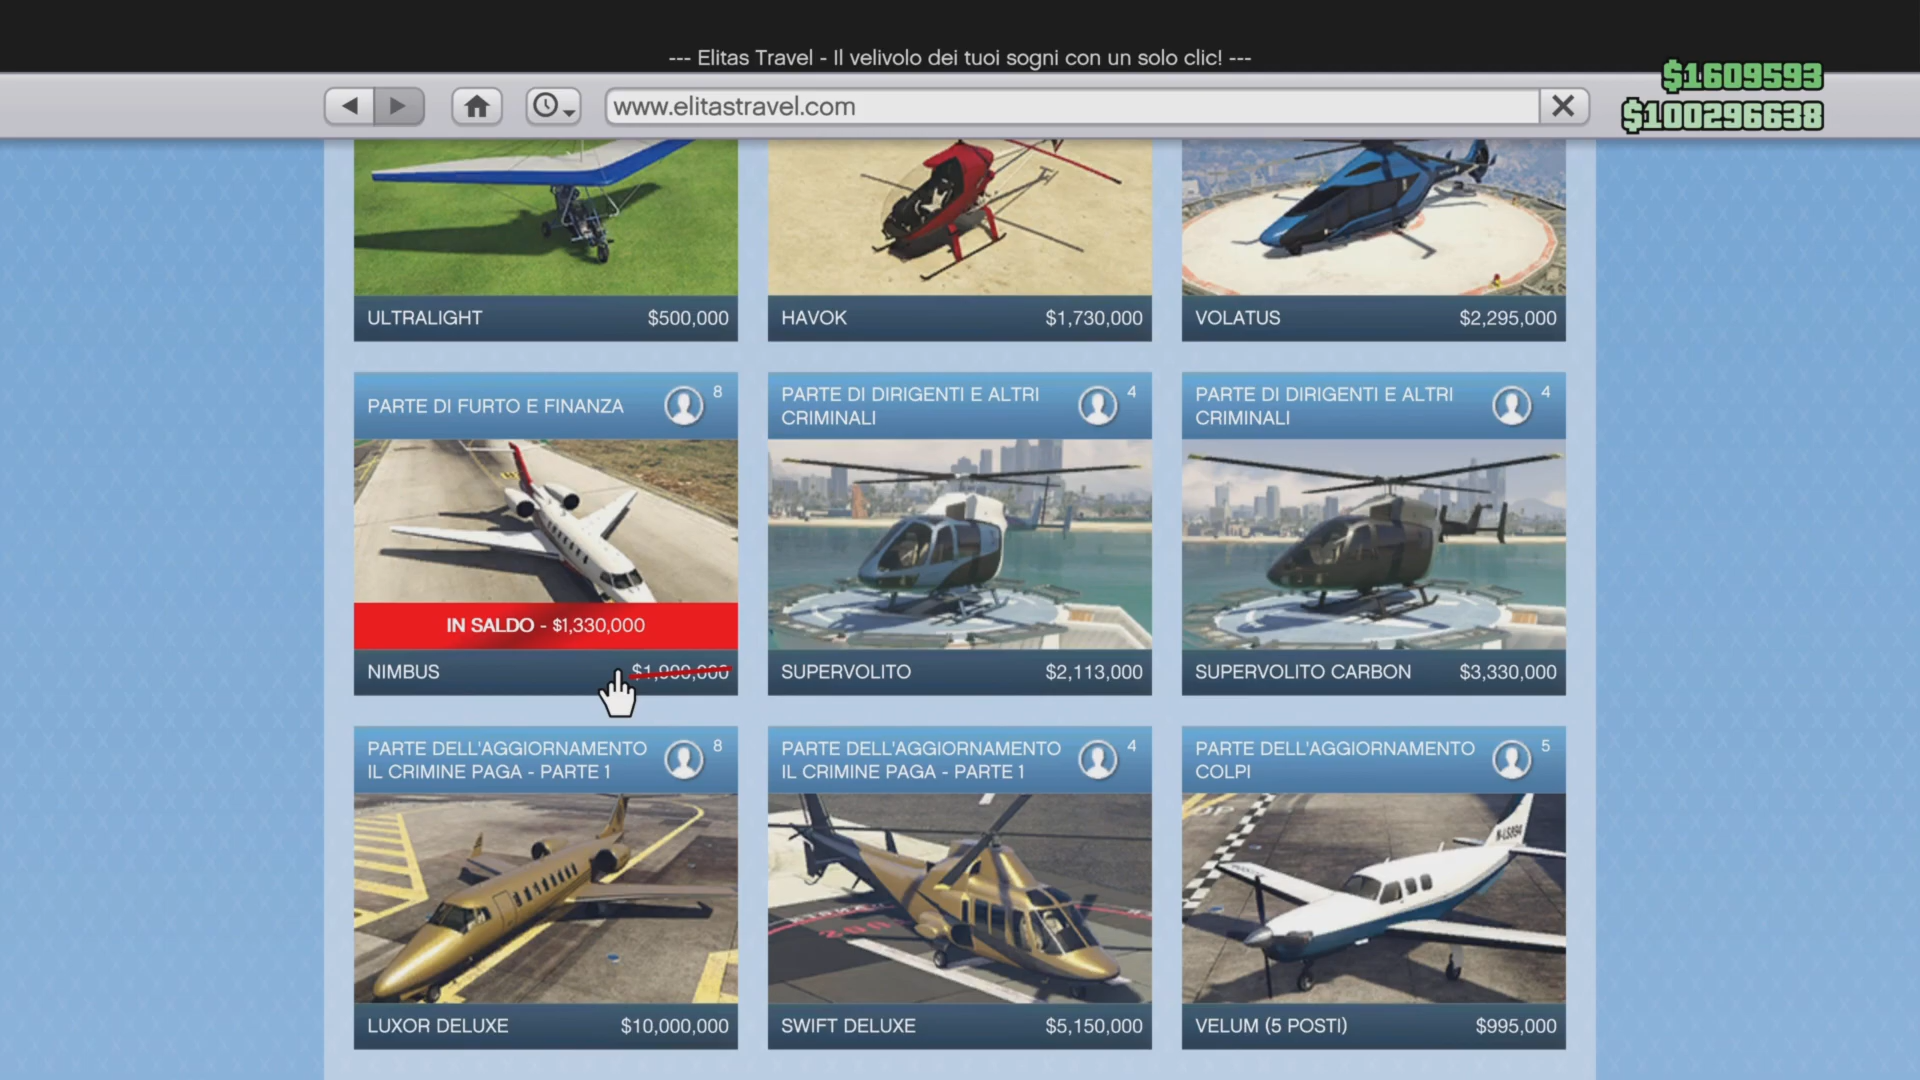 --- Elitas Travel - Il velivolo dei tuoi sogni con un solo clic! ---
$1609593
www.elitastravel.com
$100296638
ULTRALIGHT $500,000
HAVOK $1,730,000
VOLATUS $2,295,000
PARTE DI FURTO E FINANZA 8
PARTE DI DIRIGENTI E ALTRI
CRIMINALI 4
PARTE DI DIRIGENTI E ALTRI
CRIMINALI 4
IN SALDO - $1,330,000
NIMBUS $1,900,000
SUPERVOLITO $2,113,000
SUPERVOLITO CARBON $3,330,000
PARTE DELL'AGGIORNAMENTO
IL CRIMINE PAGA - PARTE 1 8
PARTE DELL'AGGIORNAMENTO
IL CRIMINE PAGA - PARTE 1 4
PARTE DELL'AGGIORNAMENTO
COLPI 5
N-LS894
LUXOR DELUXE $10,000,000
SWIFT DELUXE $5,150,000
VELUM (5 POSTI) $995,000